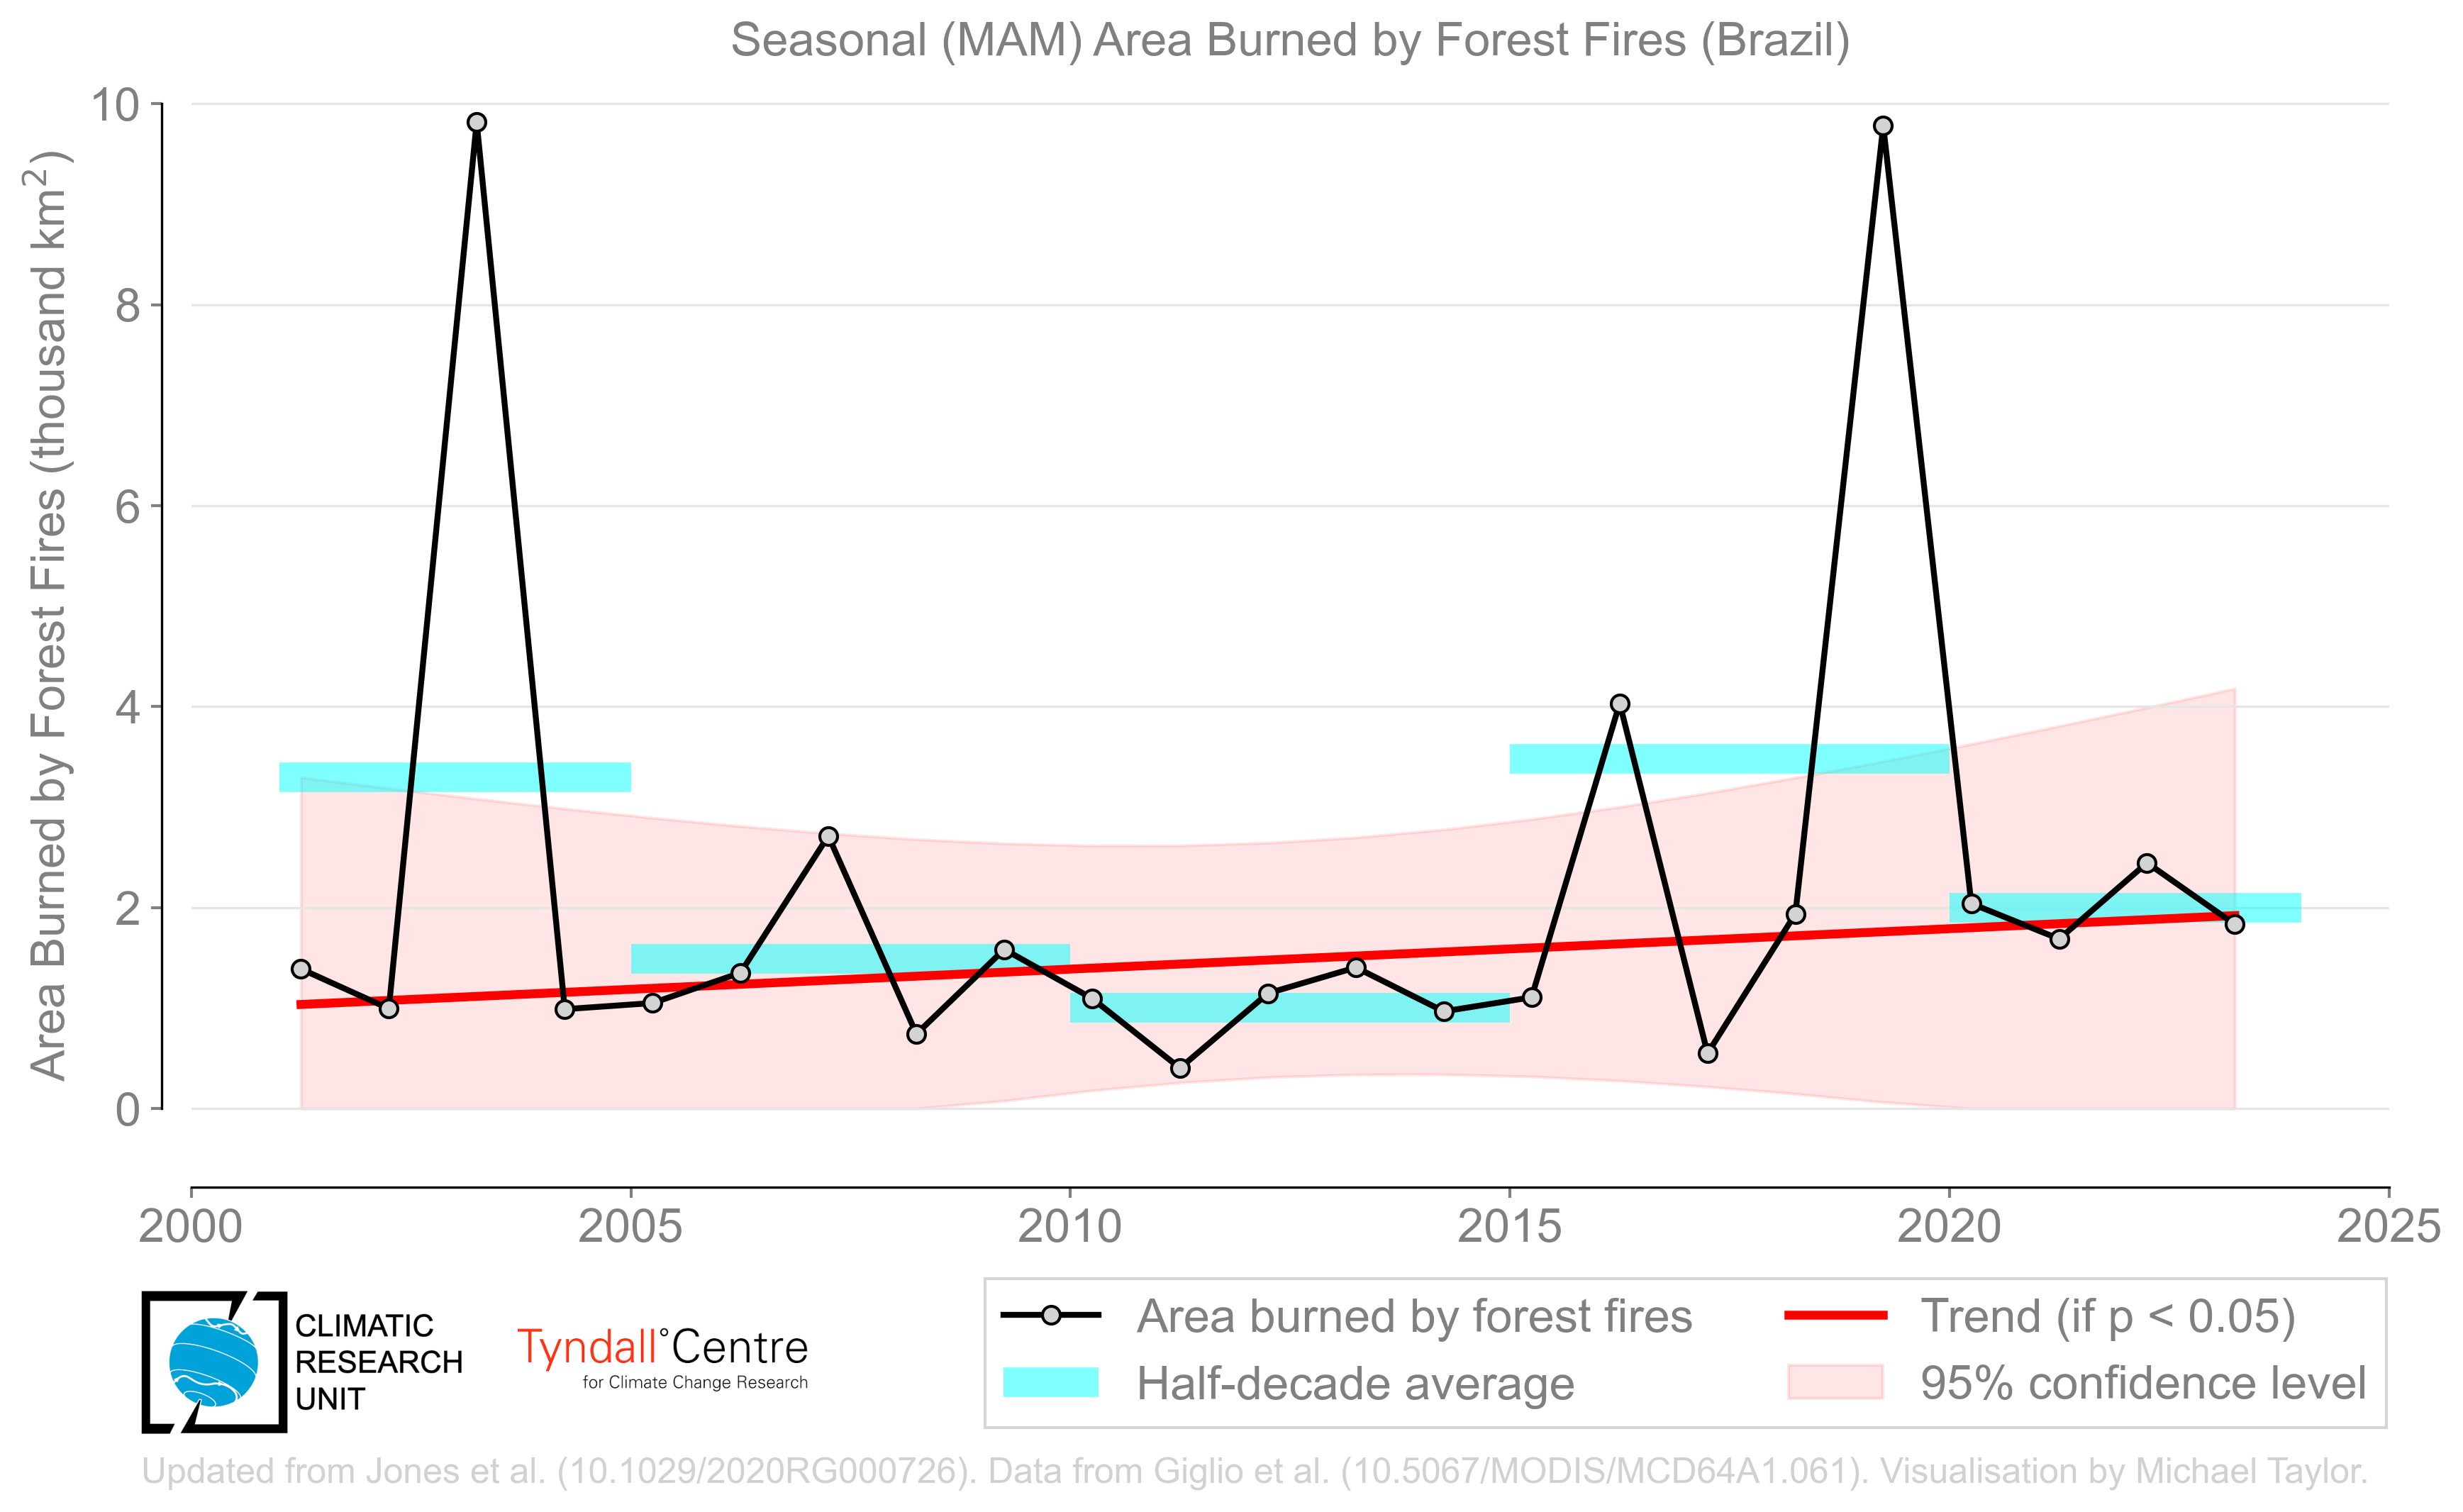 Seasonal (MAM) Area Burned by Forest Fires (Brazil)
Area Burned by Forest Fires (thousand km²)
10
8
6
4
2
0
2000 2005 2010 2015 2020 2025
CLIMATIC
RESEARCH
UNIT
Tyndall°Centre
for Climate Change Research
Area burned by forest fires
Half-decade average
Trend (if p < 0.05)
95% confidence level
Updated from Jones et al. (10.1029/2020RG000726). Data from Giglio et al. (10.5067/MODIS/MCD64A1.061). Visualisation by Michael Taylor.